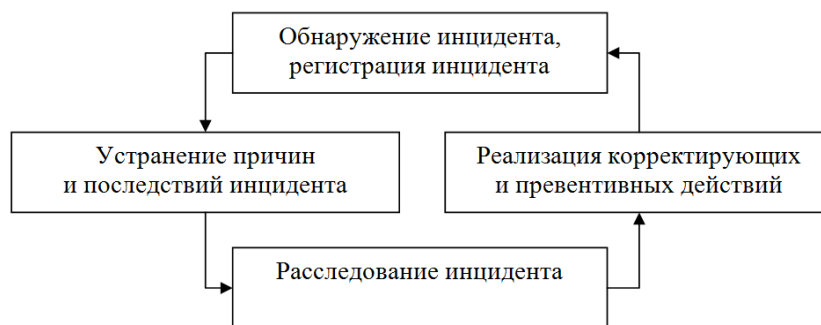 Обнаружение инцидента,
регистрация инцидента
Устранение причин
и последствий инцидента
Реализация корректирующих
и превентивных действий
Расследование инцидента